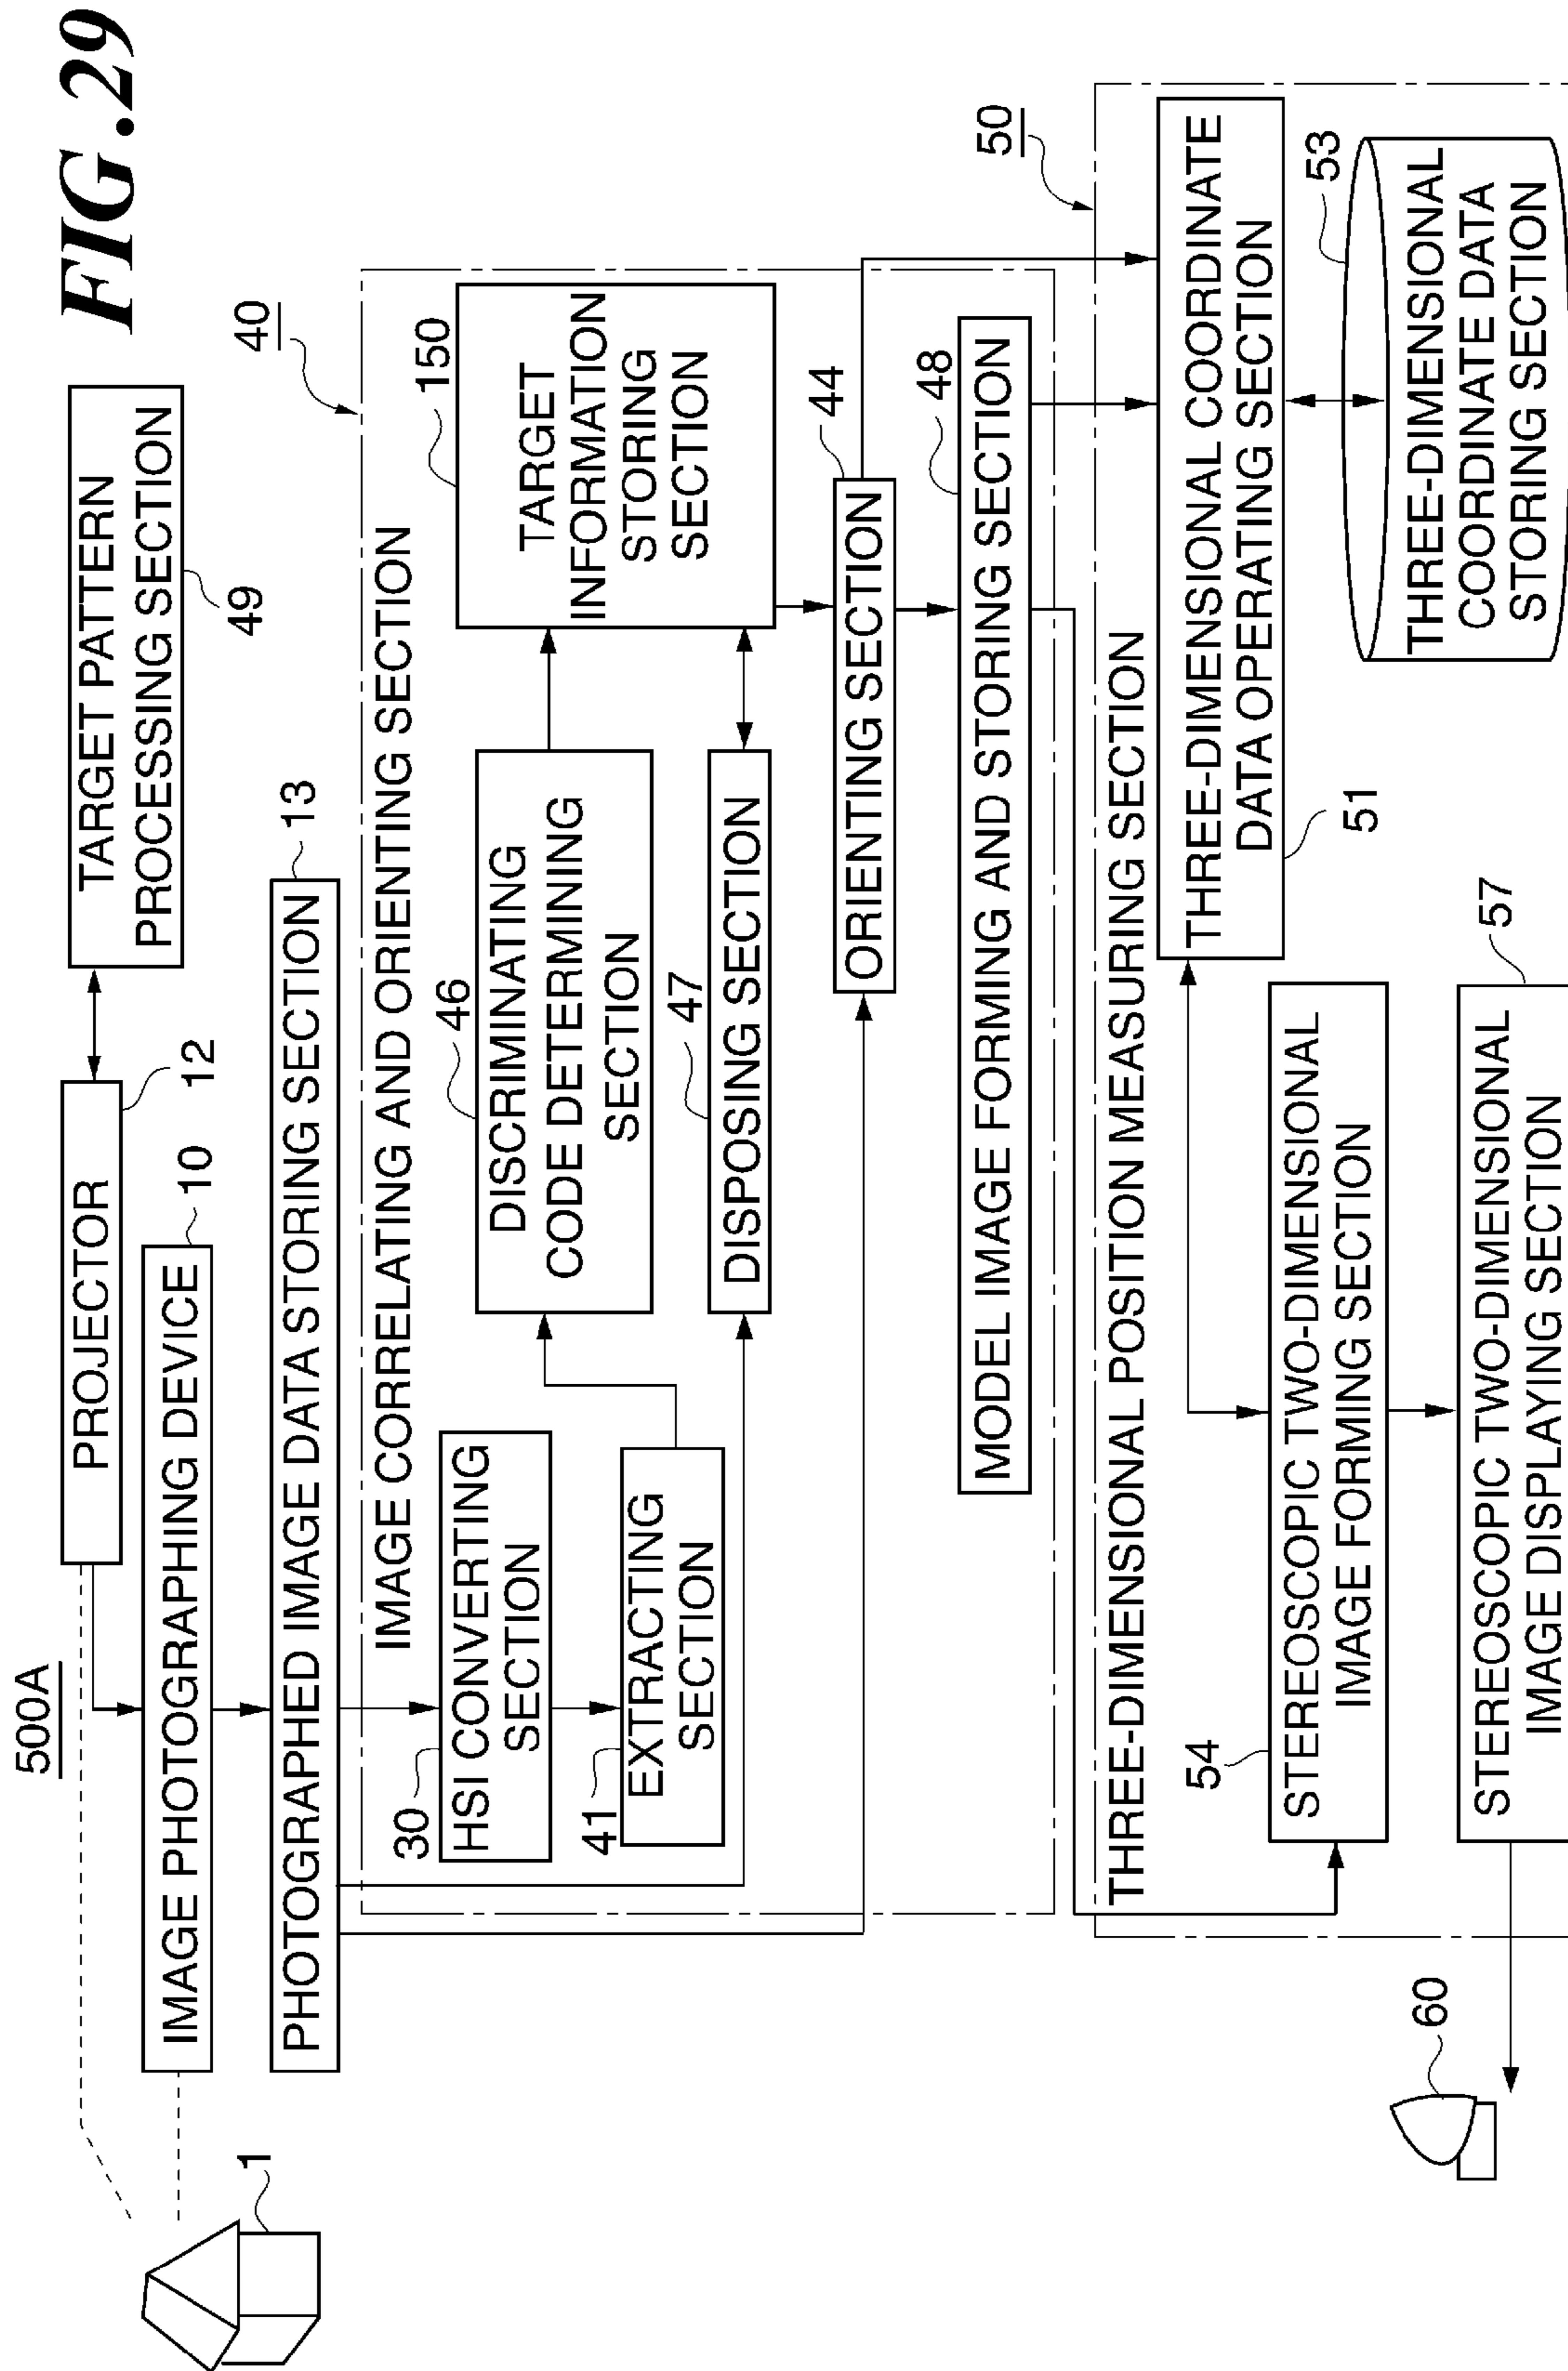 FIG.29
500A
PROJECTOR
12
TARGET PATTERN
PROCESSING SECTION
49
IMAGE PHOTOGRAPHING DEVICE
10
1
PHOTOGRAPHED IMAGE DATA STORING SECTION
13
40
IMAGE CORRELATING AND ORIENTING SECTION
30
HSI CONVERTING
SECTION
41
EXTRACTING
SECTION
46
DISCRIMINATING
CODE DETERMINING
SECTION
47
DISPOSING SECTION
150
TARGET
INFORMATION
STORING
SECTION
ORIENTING SECTION
44
MODEL IMAGE FORMING AND STORING SECTION
48
50
THREE-DIMENSIONAL POSITION MEASURING SECTION
THREE-DIMENSIONAL COORDINATE
DATA OPERATING SECTION
51
53
THREE-DIMENSIONAL
COORDINATE DATA
STORING SECTION
54
STEREOSCOPIC TWO-DIMENSIONAL
IMAGE FORMING SECTION
57
STEREOSCOPIC TWO-DIMENSIONAL
IMAGE DISPLAYING SECTION
60